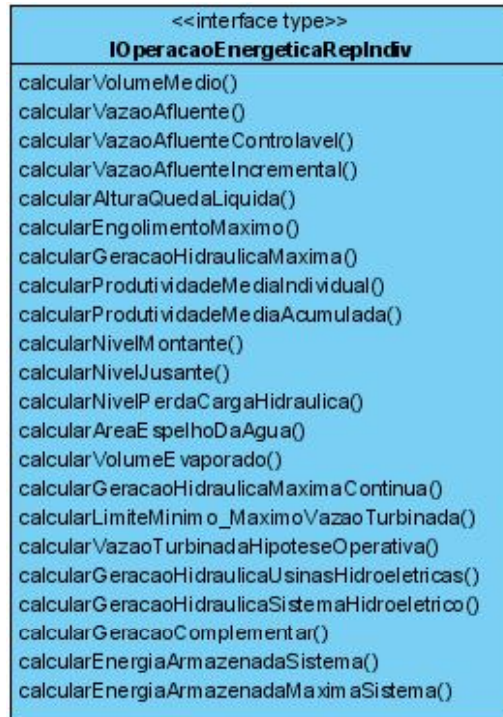 <<interface type>>
IOperacaoEnergeticaRepIndiv
calcularVolumeMedio()
calcularVazaoAfluente()
calcularVazaoAfluenteControlavel()
calcularVazaoAfluenteIncremental()
calcularAlturaQuedaLiquida()
calcularEngolimentoMaximo()
calcularGeracaoHidraulicaMaxima()
calcularProdutividadeMediaIndividual()
calcularProdutividadeMediaAcumulada()
calcularNivelMontante()
calcularNivelJusante()
calcularNivelPerdaCargaHidraulica()
calcularAreaEspelhoDaAgua()
calcularVolumeEvaporado()
calcularGeracaoHidraulicaMaximaContinua()
calcularLimiteMinimo_MaximoVazaoTurbinada()
calcularVazaoTurbinadaHipoteseOperativa()
calcularGeracaoHidraulicaUsinasHidroeletricas()
calcularGeracaoHidraulicaSistemaHidroeletrico()
calcularGeracaoComplementar()
calcularEnergiaArmazenadaSistema()
calcularEnergiaArmazenadaMaximaSistema()